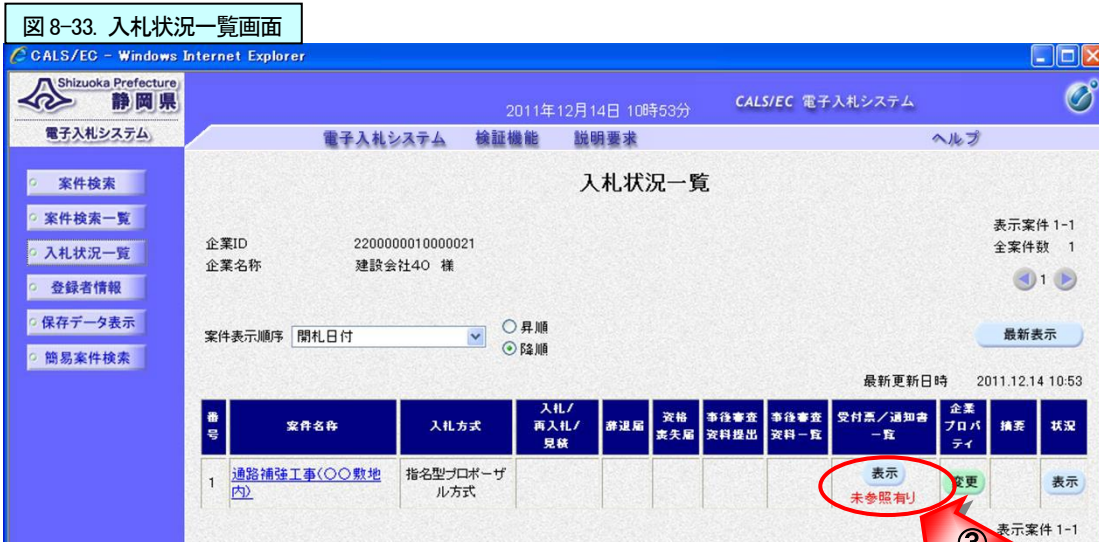 図 8-33. 入札状況一覧画面
CALS/EC - Windows Internet Explorer
Shizuoka Prefecture
静岡県
電子入札システム
2011年12月14日 10時53分
CALS/EC 電子入札システム
電子入札システム 検証機能 説明要求 ヘルプ
案件検索
案件検索一覧
入札状況一覧
登録者情報
保存データ表示
簡易案件検索
入札状況一覧
表示案件 1-1
全案件数 1
1
企業ID 2200000010000021
企業名称 建設会社40 様
案件表示順序 開札日付
昇順
降順
最新表示
最新更新日時 2011.12.14 10:53
番号 案件名称 入札方式 入札/再入札/見積 辞退届 資格喪失届 事後審査資料提出 事後審査資料一覧 受付票/通知書一覧 企業プロパティ 摘要 状況
1 通路補強工事(〇〇敷地内) 指名型プロポーザル方式 表示 未参照有り 変更 表示
表示案件 1-1
③